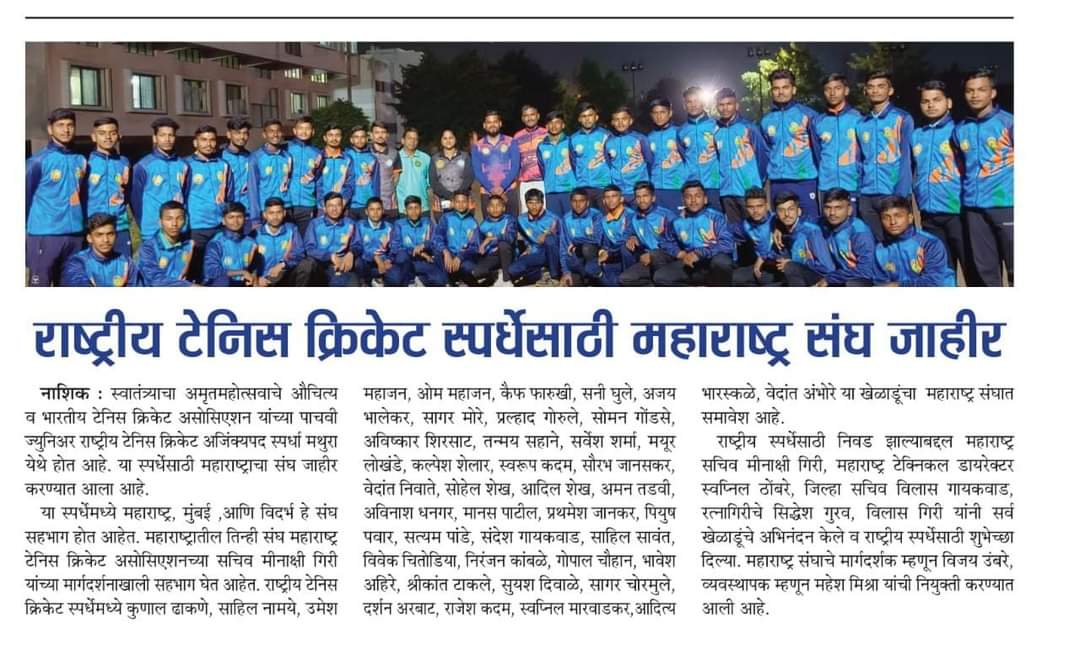 राष्ट्रीय टेनिस क्रिकेट स्पर्धेसाठी महाराष्ट्र संघ जाहीर
नाशिक : स्वातंत्र्याचा अमृतमहोत्सवाचे औचित्य
व भारतीय टेनिस क्रिकेट असोसिएशन यांच्या पाचवी
ज्युनिअर राष्ट्रीय टेनिस क्रिकेट अजिंक्यपद स्पर्धा मथुरा
येथे होत आहे. या स्पर्धेसाठी महाराष्ट्राचा संघ जाहीर
करण्यात आला आहे.
या स्पर्धेमध्ये महाराष्ट्र, मुंबई ,आणि विदर्भ हे संघ
सहभाग होत आहेत. महाराष्ट्रातील तिन्ही संघ महाराष्ट्र
टेनिस क्रिकेट असोसिएशनच्या सचिव मीनाक्षी गिरी
यांच्या मार्गदर्शनाखाली सहभाग घेत आहेत. राष्ट्रीय टेनिस
क्रिकेट स्पर्धेमध्ये कुणाल ढाकणे, साहिल नामये, उमेश
महाजन, ओम महाजन, कैफ फारुखी, सनी घुले, अजय
भालेकर, सागर मोरे, प्रल्हाद गोरुले, सोमन गोंडसे,
अविष्कार शिरसाट, तन्मय सहाने, सर्वेश शर्मा, मयूर
लोखंडे, कल्पेश शेलार, स्वरूप कदम, सौरभ जानसकर,
वेदांत निवाते, सोहेल शेख, आदिल शेख, अमन तडवी,
अविनाश धनगर, मानस पाटील, प्रथमेश जानकर, पियुष
पवार, सत्यम पांडे, संदेश गायकवाड, साहिल सावंत,
विवेक चितोडिया, निरंजन कांबळे, गोपाल चौहान, भावेश
अहिरे, श्रीकांत टाकले, सुयश दिवाळे, सागर चोरमुले,
दर्शन अरबाट, राजेश कदम, स्वप्निल मारवाडकर,आदित्य
भारस्कळे, वेदांत अंभोरे या खेळाडूंचा महाराष्ट्र संघात
समावेश आहे.
राष्ट्रीय स्पर्धेसाठी निवड झाल्याबद्दल महाराष्ट्र
सचिव मीनाक्षी गिरी, महाराष्ट्र टेक्निकल डायरेक्टर
स्वप्निल ठोंबरे, जिल्हा सचिव विलास गायकवाड,
रत्नागिरीचे सिद्धेश गुरव, विलास गिरी यांनी सर्व
खेळाडूंचे अभिनंदन केले व राष्ट्रीय स्पर्धेसाठी शुभेच्छा
दिल्या. महाराष्ट्र संघाचे मार्गदर्शक म्हणून विजय उंबरे,
व्यवस्थापक म्हणून महेश मिश्रा यांची नियुक्ती करण्यात
आली आहे.